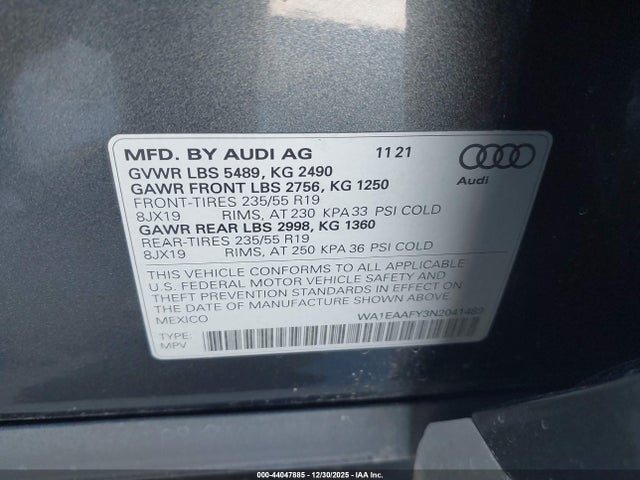 MFD. BY AUDI AG 11 21
GVWR LBS 5489, KG 2490
GAWR FRONT LBS 2756, KG 1250
FRONT-TIRES 235/55 R19
8JX19 RIMS, AT 230 KPA 33 PSI COLD
GAWR REAR LBS 2998, KG 1360
REAR-TIRES 235/55 R19
8JX19 RIMS, AT 250 KPA 36 PSI COLD
Audi
THIS VEHICLE CONFORMS TO ALL APPLICABLE
U.S. FEDERAL MOTOR VEHICLE SAFETY AND
THEFT PREVENTION STANDARDS IN EFFECT ON
THE DATE OF MANUFACTURE SHOWN ABOVE.
MEXICO WA1EAAFY3N2041489
TYPE:
MPV
000-44047885 - 12/30/2025 - IAA Inc.